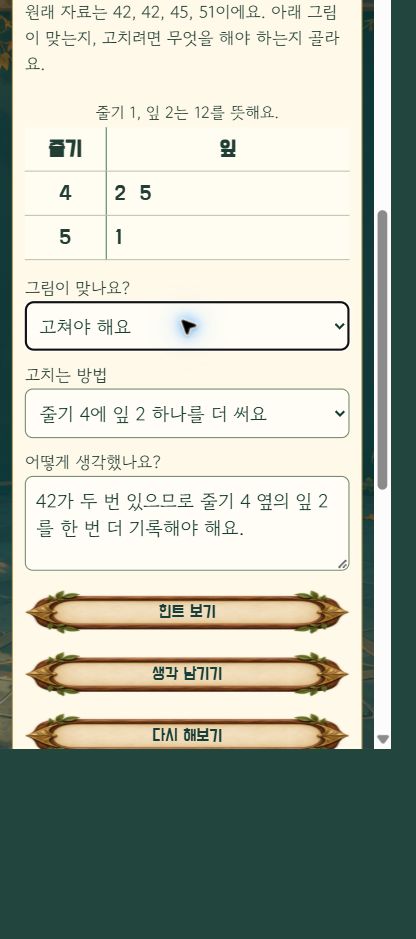 원래 자료는 42, 42, 45, 51이에요. 아래 그림
이 맞는지, 고치려면 무엇을 해야 하는지 골라
요.
줄기 1, 잎 2는 12를 뜻해요.
줄기 잎
4 2 5
5 1
그림이 맞나요?
고쳐야 해요
고치는 방법
줄기 4에 잎 2 하나를 더 써요
어떻게 생각했나요?
42가 두 번 있으므로 줄기 4 옆의 잎 2
를 한 번 더 기록해야 해요.
힌트 보기
생각 남기기
다시 해보기